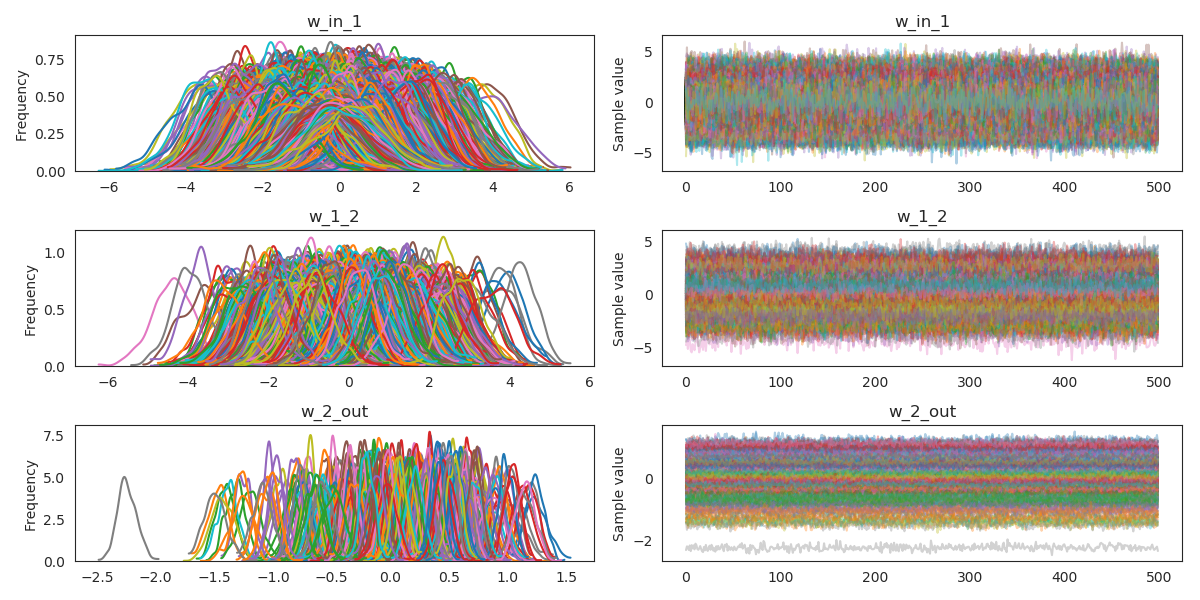 w_in_1
w_in_1
Frequency
0.75
0.50
0.25
0.00
−6 −4 −2 0 2 4 6
Sample value
5
0
−5
0 100 200 300 400 500
w_1_2
w_1_2
Frequency
1.0
0.5
0.0
−6 −4 −2 0 2 4 6
Sample value
5
0
−5
0 100 200 300 400 500
w_2_out
w_2_out
Frequency
7.5
5.0
2.5
0.0
−2.5 −2.0 −1.5 −1.0 −0.5 0.0 0.5 1.0 1.5
Sample value
0
−2
0 100 200 300 400 500